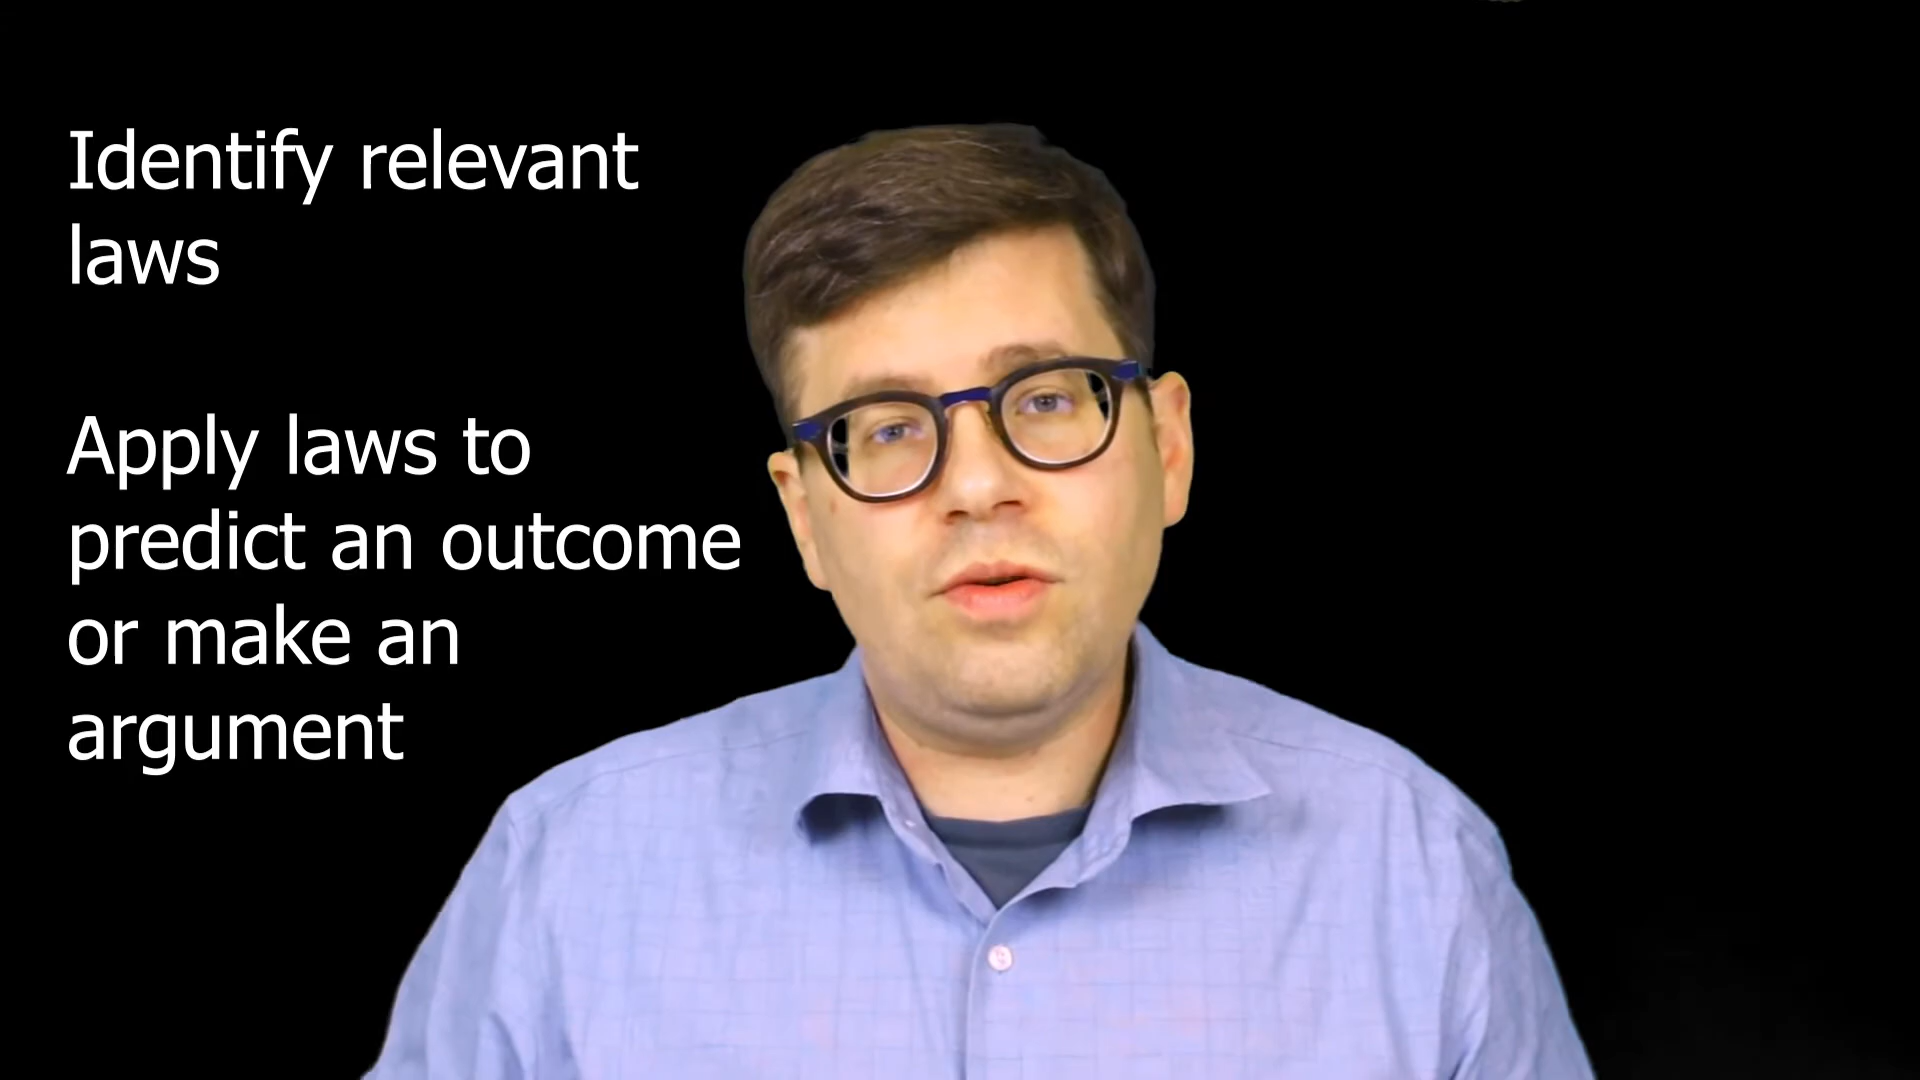 Identify relevant
laws
Apply laws to
predict an outcome
or make an
argument